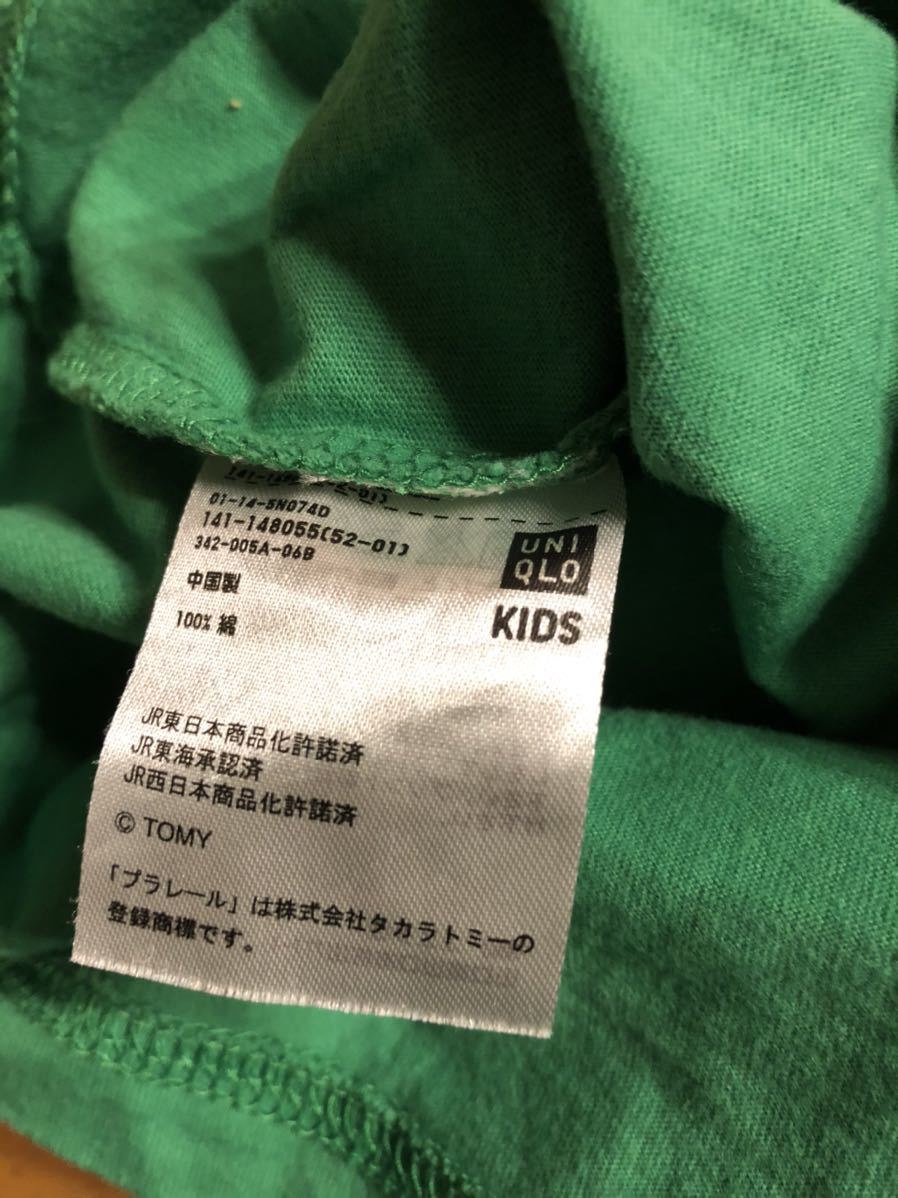 01-14-5N074D
141-148055(52-01)
342-005A-06B
中国製
100% 綿
UNI
QLO
KIDS
JR東日本商品化許諾済
JR東海承認済
JR西日本商品化許諾済
© TOMY
「プラレール」は株式会社タカラトミーの
登録商標です。